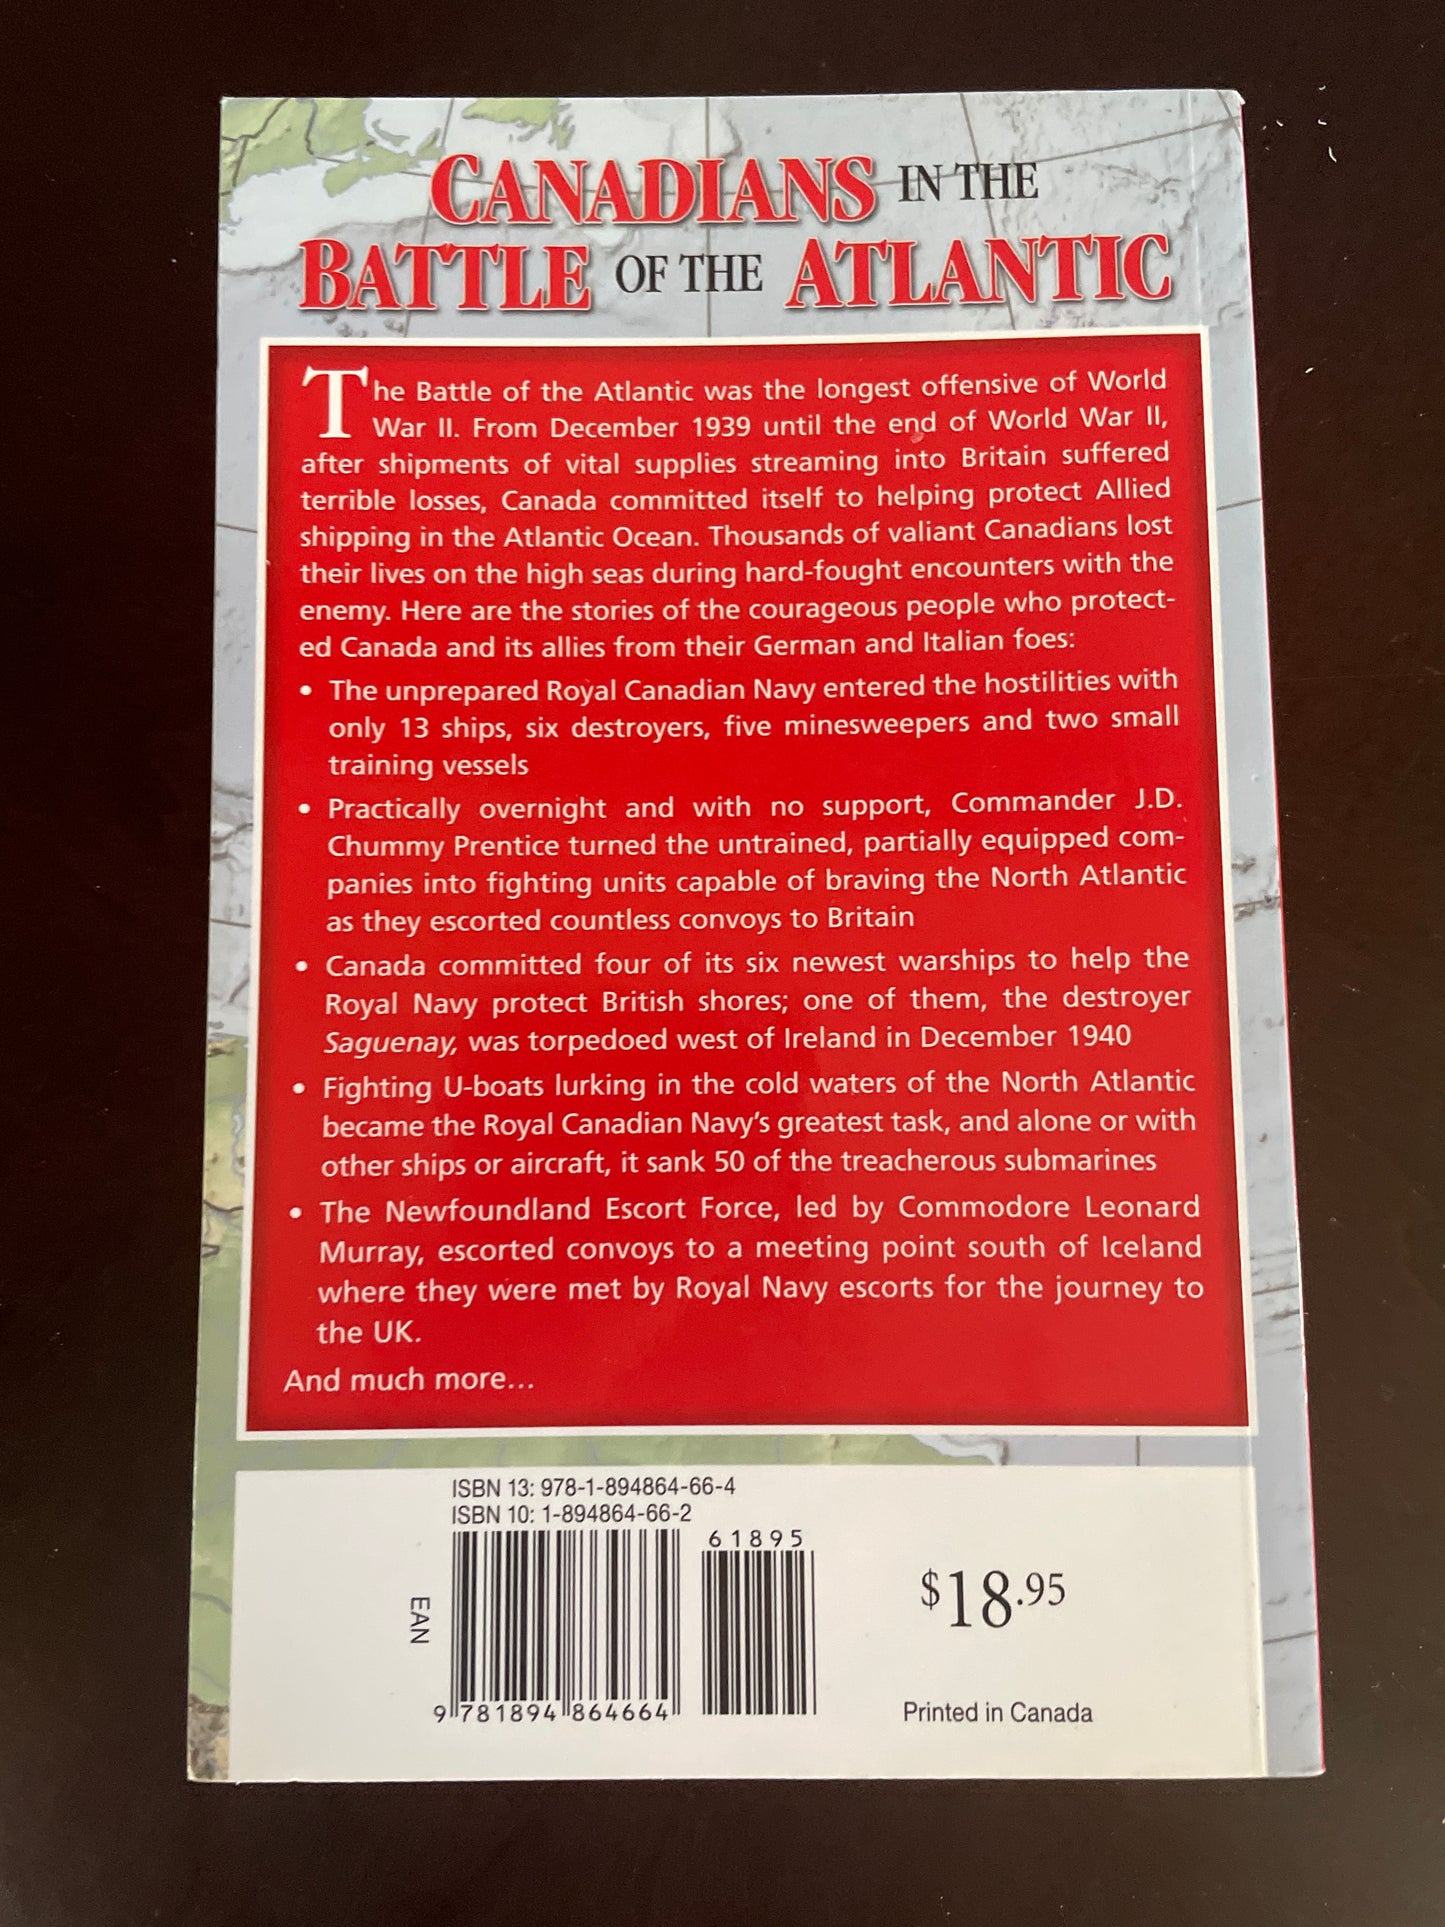 CANADIANS IN THE
BATTLE OF THE ATLANTIC
The Battle of the Atlantic was the longest offensive of World
War II. From December 1939 until the end of World War II,
after shipments of vital supplies streaming into Britain suffered
terrible losses, Canada committed itself to helping protect Allied
shipping in the Atlantic Ocean. Thousands of valiant Canadians lost
their lives on the high seas during hard-fought encounters with the
enemy. Here are the stories of the courageous people who protect-
ed Canada and its allies from their German and Italian foes:
• The unprepared Royal Canadian Navy entered the hostilities with
only 13 ships, six destroyers, five minesweepers and two small
training vessels
• Practically overnight and with no support, Commander J.D.
Chummy Prentice turned the untrained, partially equipped com-
panies into fighting units capable of braving the North Atlantic
as they escorted countless convoys to Britain
• Canada committed four of its six newest warships to help the
Royal Navy protect British shores; one of them, the destroyer
Saguenay, was torpedoed west of Ireland in December 1940
• Fighting U-boats lurking in the cold waters of the North Atlantic
became the Royal Canadian Navy's greatest task, and alone or with
other ships or aircraft, it sank 50 of the treacherous submarines
• The Newfoundland Escort Force, led by Commodore Leonard
Murray, escorted convoys to a meeting point south of Iceland
where they were met by Royal Navy escorts for the journey to
the UK.
And much more...
ISBN 13: 978-1-894864-66-4
ISBN 10: 1-894864-66-2
61895
EAN
9 781894 864664
$18.95
Printed in Canada